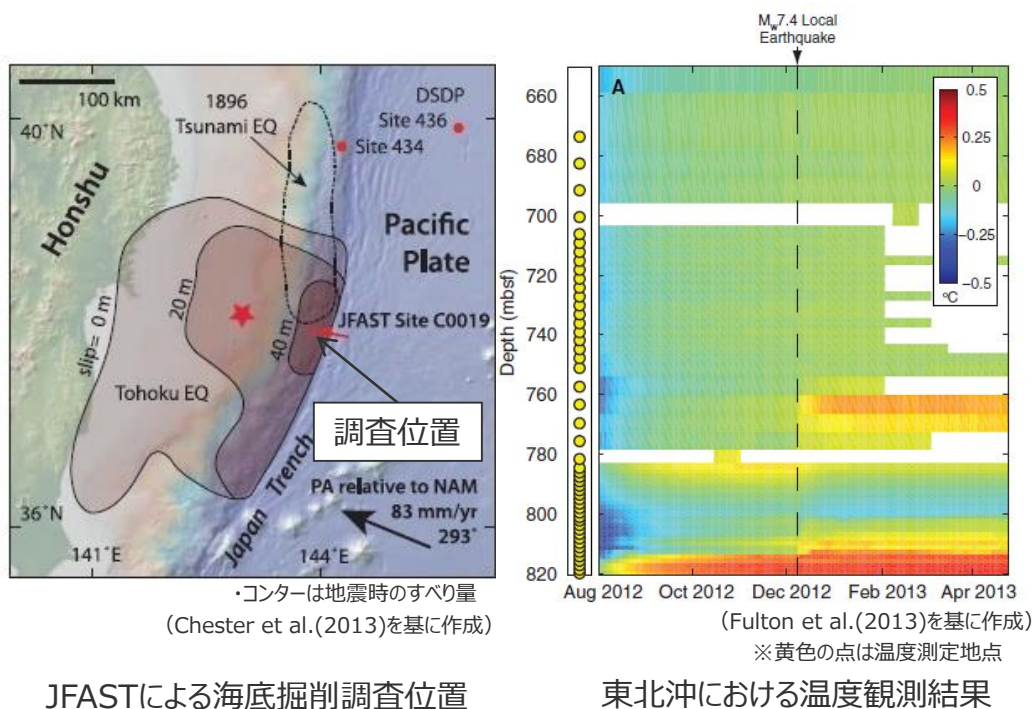 100 km
40˚N
1896
Tsunami EQ
DSDP
Site 436
Site 434
Honshu
Pacific
Plate
slip= 0 m
20 m
40 m
JFAST Site C0019
Tohoku EQ
調査位置
Japan Trench
PA relative to NAM
83 mm/yr
293˚
36˚N
141˚E
144˚E
・コンターは地震時のすべり量
(Chester et al.(2013)を基に作成)
JFASTによる海底掘削調査位置
Mw7.4 Local
Earthquake
A
Depth (mbsf)
660
680
700
720
740
760
780
800
820
0.5
0.25
0
−0.25
−0.5
ºC
Aug 2012 Oct 2012 Dec 2012 Feb 2013 Apr 2013
(Fulton et al.(2013)を基に作成)
※黄色の点は温度測定地点
東北沖における温度観測結果